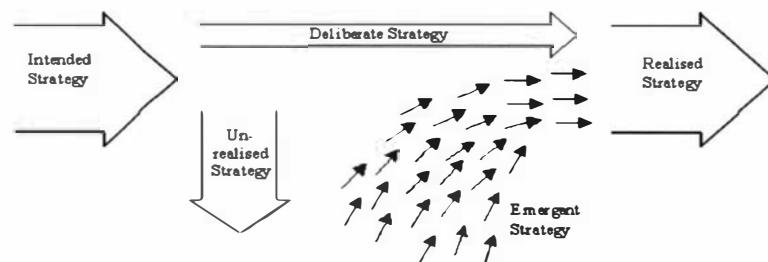 Intended
Strategy
Deliberate Strategy
Realised
Strategy
Un-
realised
Strategy
Emergent
Strategy